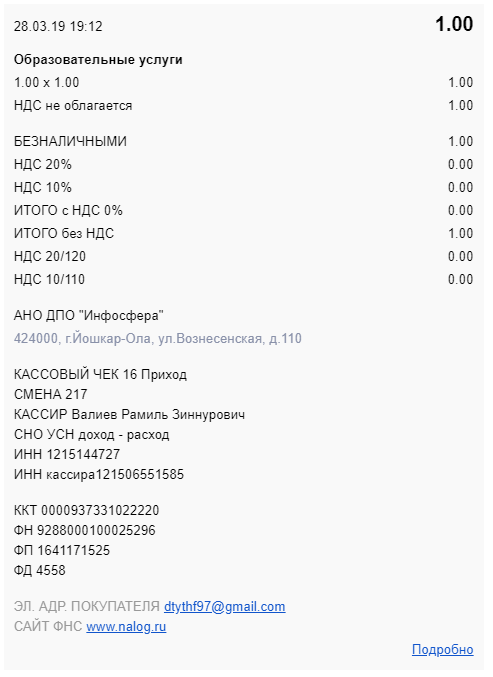 28.03.19 19:12 1.00
Образовательные услуги
1.00 x 1.00 1.00
НДС не облагается 1.00
БЕЗНАЛИЧНЫМИ 1.00
НДС 20% 0.00
НДС 10% 0.00
ИТОГО с НДС 0% 0.00
ИТОГО без НДС 1.00
НДС 20/120 0.00
НДС 10/110 0.00
АНО ДПО "Инфосфера"
424000, г.Йошкар-Ола, ул.Вознесенская, д.110
КАССОВЫЙ ЧЕК 16 Приход
СМЕНА 217
КАССИР Валиев Рамиль Зиннурович
СНО УСН доход - расход
ИНН 1215144727
ИНН кассира121506551585
ККТ 0000937331022220
ФН 9288000100025296
ФП 1641171525
ФД 4558
ЭЛ. АДР. ПОКУПАТЕЛЯ dtythf97@gmail.com
САЙТ ФНС www.nalog.ru
Подробно